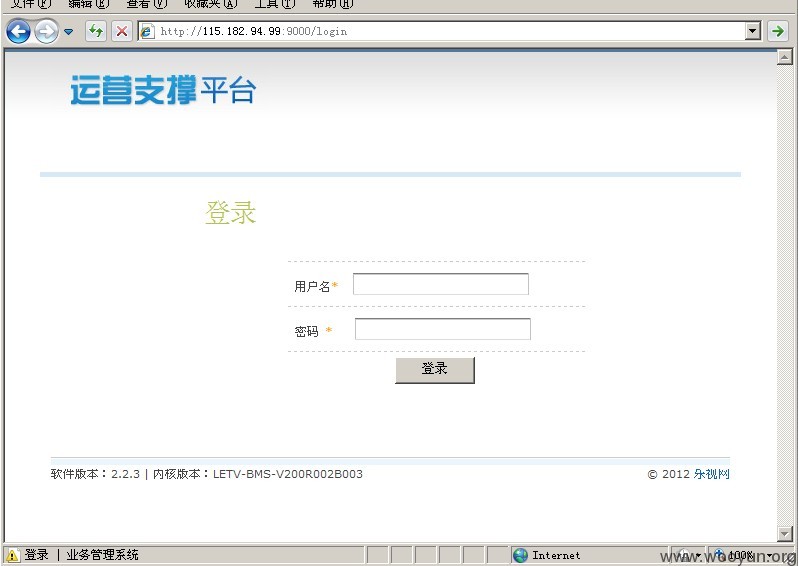 文件(F) 编辑(E) 查看(V) 收藏夹(A) 工具(T) 帮助(H)
http://115.182.94.99:9000/login
运营支撑平台
登录
用户名*
密码 *
登录
软件版本：2.2.3 | 内核版本：LETV-BMS-V200R002B003
© 2012 乐视网
登录 | 业务管理系统
Internet
100%
www.wooyun.org